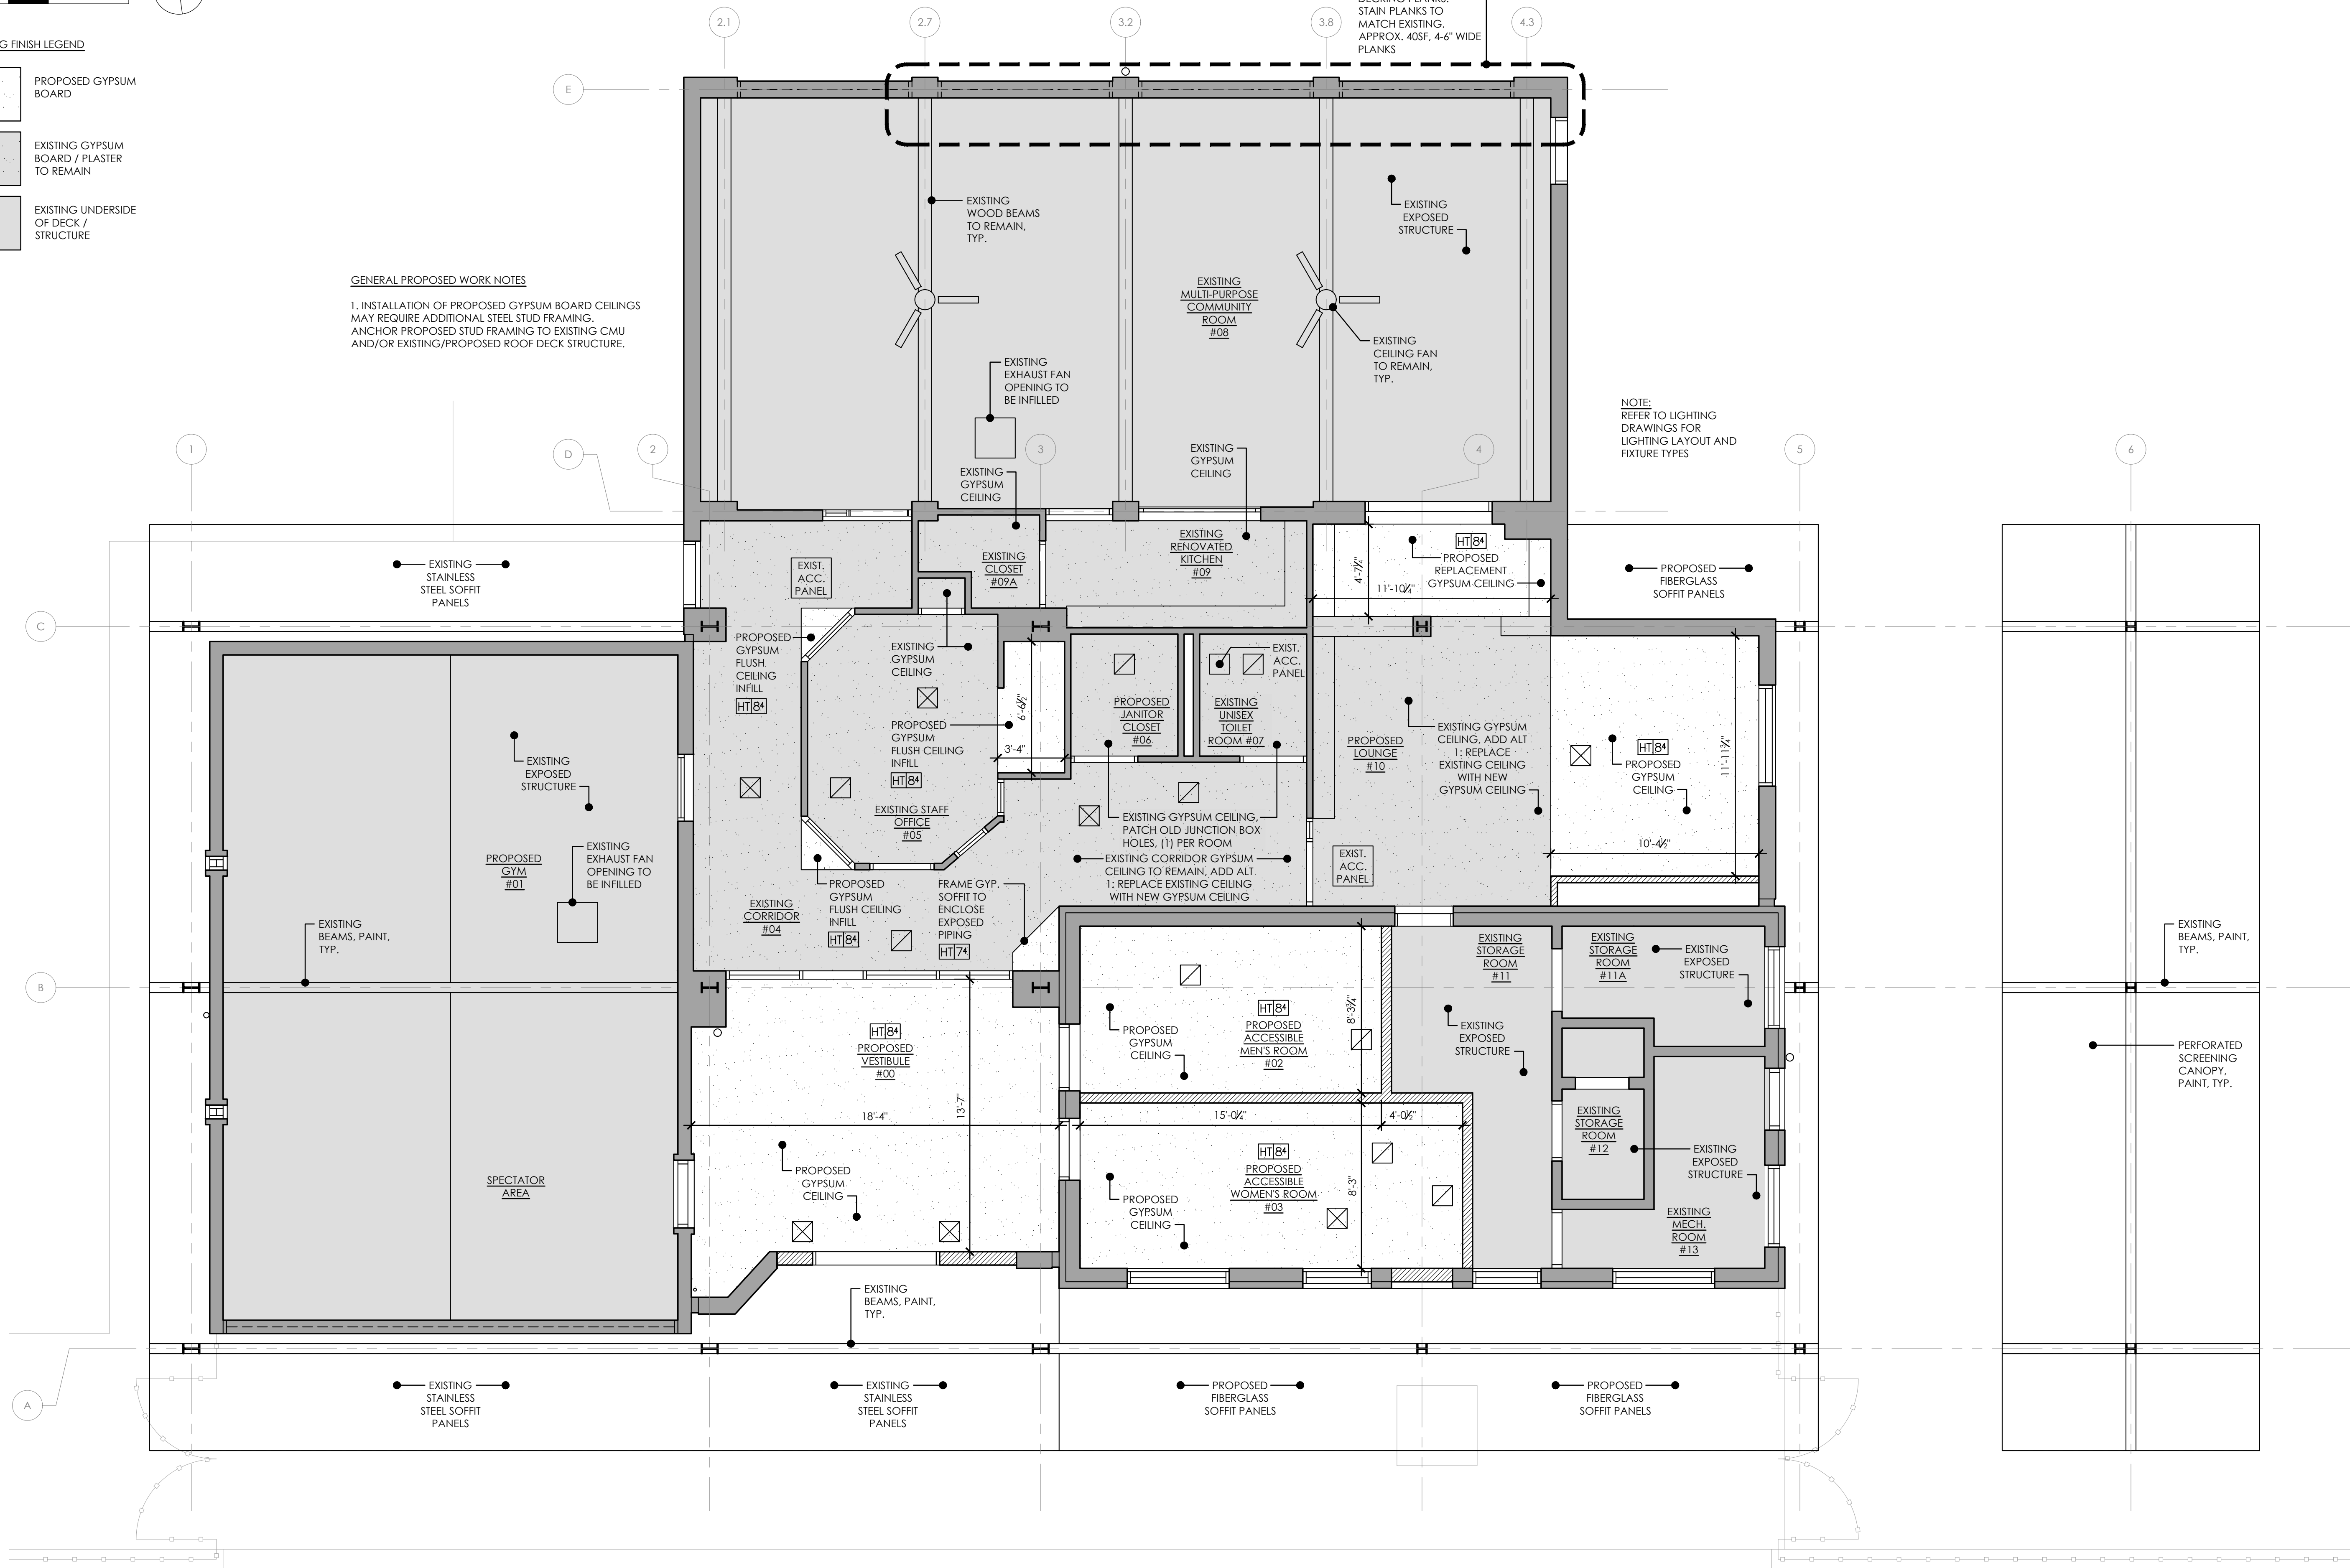 DECKING PLANKS.
STAIN PLANKS TO
MATCH EXISTING.
APPROX. 40SF, 4-6" WIDE
PLANKS
2.1
2.7
3.2
3.8
4.3
G FINISH LEGEND
PROPOSED GYPSUM
BOARD
EXISTING GYPSUM
BOARD / PLASTER
TO REMAIN
EXISTING UNDERSIDE
OF DECK /
STRUCTURE
E
EXISTING
WOOD BEAMS
TO REMAIN,
TYP.
EXISTING
EXPOSED
STRUCTURE
GENERAL PROPOSED WORK NOTES
1. INSTALLATION OF PROPOSED GYPSUM BOARD CEILINGS
MAY REQUIRE ADDITIONAL STEEL STUD FRAMING.
ANCHOR PROPOSED STUD FRAMING TO EXISTING CMU
AND/OR EXISTING/PROPOSED ROOF DECK STRUCTURE.
EXISTING
MULTI-PURPOSE
COMMUNITY
ROOM
#08
EXISTING
CEILING FAN
TO REMAIN,
TYP.
EXISTING
EXHAUST FAN
OPENING TO
BE INFILLED
NOTE:
REFER TO LIGHTING
DRAWINGS FOR
LIGHTING LAYOUT AND
FIXTURE TYPES
1
D
2
3
4
5
6
EXISTING
GYPSUM
CEILING
EXISTING
GYPSUM
CEILING
EXISTING
STAINLESS
STEEL SOFFIT
PANELS
EXIST.
ACC.
PANEL
EXISTING
CLOSET
#09A
EXISTING
RENOVATED
KITCHEN
#09
HT 8⁴
PROPOSED
REPLACEMENT
GYPSUM CEILING
4'-7¼"
11'-10¼"
PROPOSED
FIBERGLASS
SOFFIT PANELS
C
PROPOSED
GYPSUM
FLUSH
CEILING
INFILL
HT 8⁴
EXISTING
GYPSUM
CEILING
PROPOSED
GYPSUM
FLUSH CEILING
INFILL
HT 8⁴
6'-6½"
3'-4"
EXISTING STAFF
OFFICE
#05
PROPOSED
JANITOR
CLOSET
#06
EXIST.
ACC.
PANEL
EXISTING
UNISEX
TOILET
ROOM #07
PROPOSED
LOUNGE
#10
EXISTING GYPSUM
CEILING, ADD ALT
1: REPLACE
EXISTING CEILING
WITH NEW
GYPSUM CEILING
HT 8⁴
PROPOSED
GYPSUM
CEILING
11'-11¾"
10'-4½"
EXISTING
EXPOSED
STRUCTURE
PROPOSED
GYM
#01
EXISTING
EXHAUST FAN
OPENING TO
BE INFILLED
EXISTING GYPSUM CEILING,
PATCH OLD JUNCTION BOX
HOLES, (1) PER ROOM
EXISTING CORRIDOR GYPSUM
CEILING TO REMAIN, ADD ALT
1: REPLACE EXISTING CEILING
WITH NEW GYPSUM CEILING
EXIST.
ACC.
PANEL
EXISTING
CORRIDOR
#04
PROPOSED
GYPSUM
FLUSH CEILING
INFILL
HT 8⁴
FRAME GYP.
SOFFIT TO
ENCLOSE
EXPOSED
PIPING
HT 7⁴
EXISTING
BEAMS, PAINT,
TYP.
EXISTING
STORAGE
ROOM
#11
EXISTING
STORAGE
ROOM
#11A
EXISTING
EXPOSED
STRUCTURE
EXISTING
BEAMS, PAINT,
TYP.
B
HT 8⁴
PROPOSED
VESTIBULE
#00
PROPOSED
GYPSUM
CEILING
HT 8⁴
PROPOSED
ACCESSIBLE
MEN'S ROOM
#02
8'-3¾"
EXISTING
EXPOSED
STRUCTURE
PERFORATED
SCREENING
CANOPY,
PAINT, TYP.
18'-4"
13'-7"
15'-0¼"
4'-0½"
EXISTING
STORAGE
ROOM
#12
EXISTING
EXPOSED
STRUCTURE
SPECTATOR
AREA
PROPOSED
GYPSUM
CEILING
PROPOSED
GYPSUM
CEILING
HT 8⁴
PROPOSED
ACCESSIBLE
WOMEN'S ROOM
#03
8'-3"
EXISTING
MECH.
ROOM
#13
EXISTING
BEAMS, PAINT,
TYP.
A
EXISTING
STAINLESS
STEEL SOFFIT
PANELS
EXISTING
STAINLESS
STEEL SOFFIT
PANELS
PROPOSED
FIBERGLASS
SOFFIT PANELS
PROPOSED
FIBERGLASS
SOFFIT PANELS